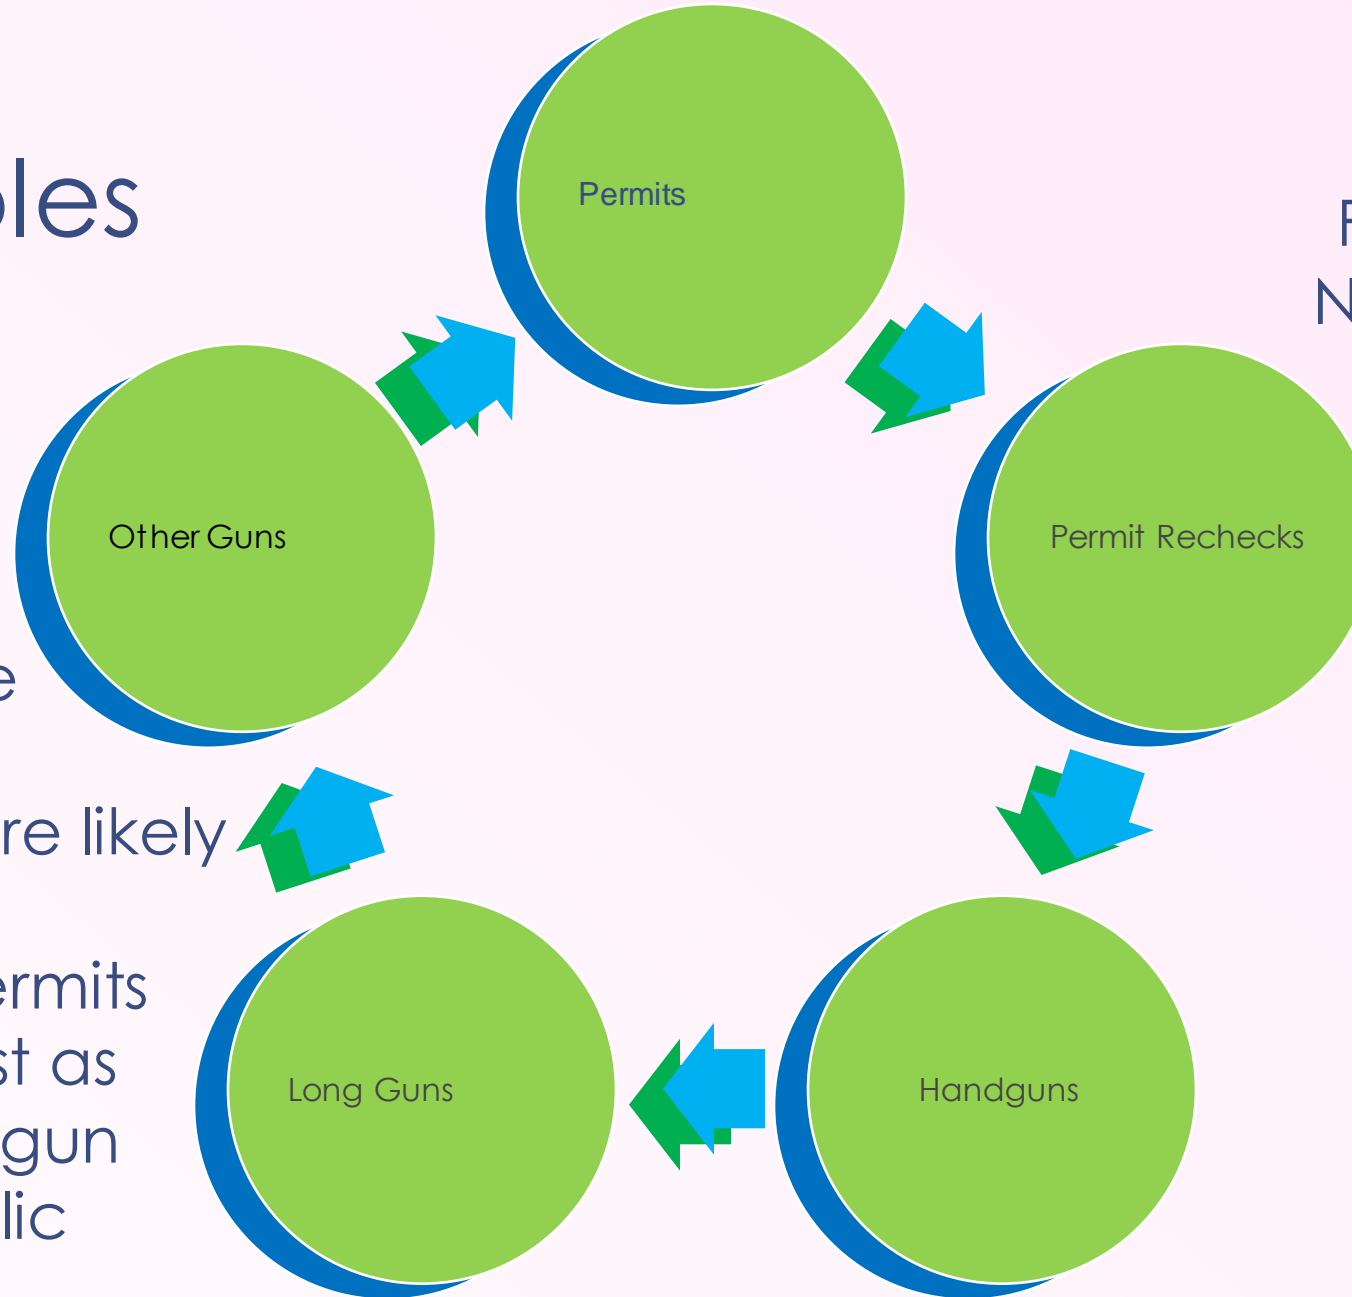 Permits
oles
Other Guns
Permit Rechecks
e
re likely
ermits
st as
gun
lic
Long Guns
Handguns
F
N